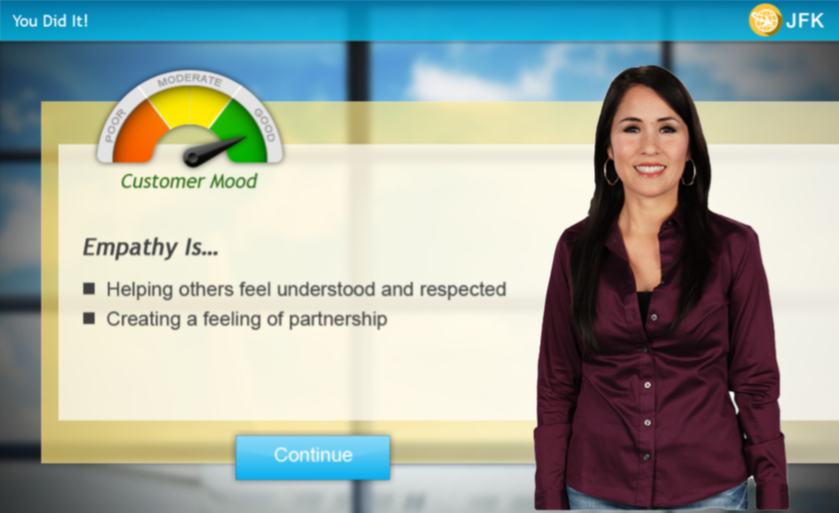 You Did It!
JFK
POOR
MODERATE
GOOD
Customer Mood
Empathy Is...
Helping others feel understood and respected
Creating a feeling of partnership
Continue